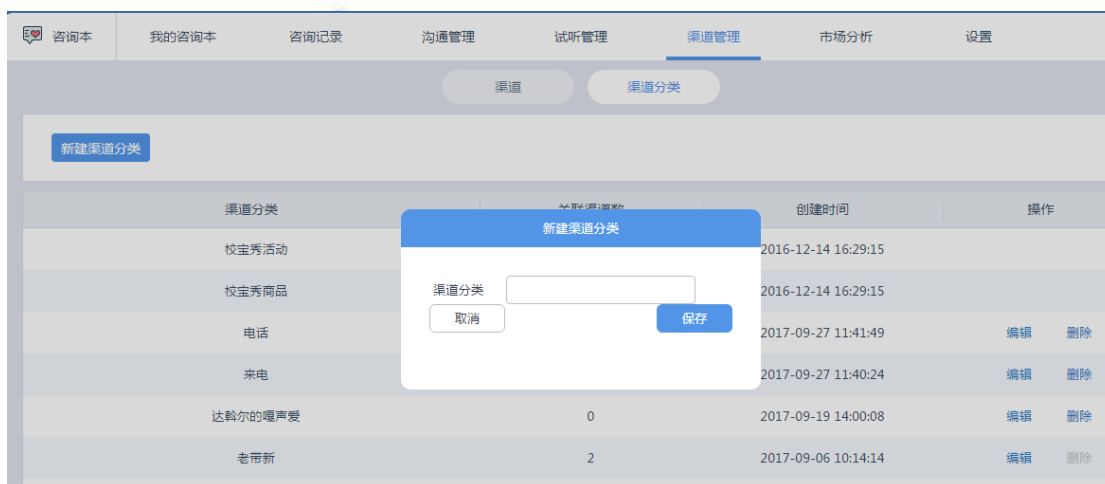 咨询本 我的咨询本 咨询记录 沟通管理 试听管理 渠道管理 市场分析 设置
渠道 渠道分类
新建渠道分类
渠道分类 关联渠道数 创建时间 操作
新建渠道分类
校宝秀活动 2016-12-14 16:29:15
校宝秀商品 渠道分类 2016-12-14 16:29:15
取消 保存
电话 2017-09-27 11:41:49 编辑 删除
来电 2017-09-27 11:40:24 编辑 删除
达斡尔的嘎声爱 0 2017-09-19 14:00:08 编辑 删除
老带新 2 2017-09-06 10:14:14 编辑 删除